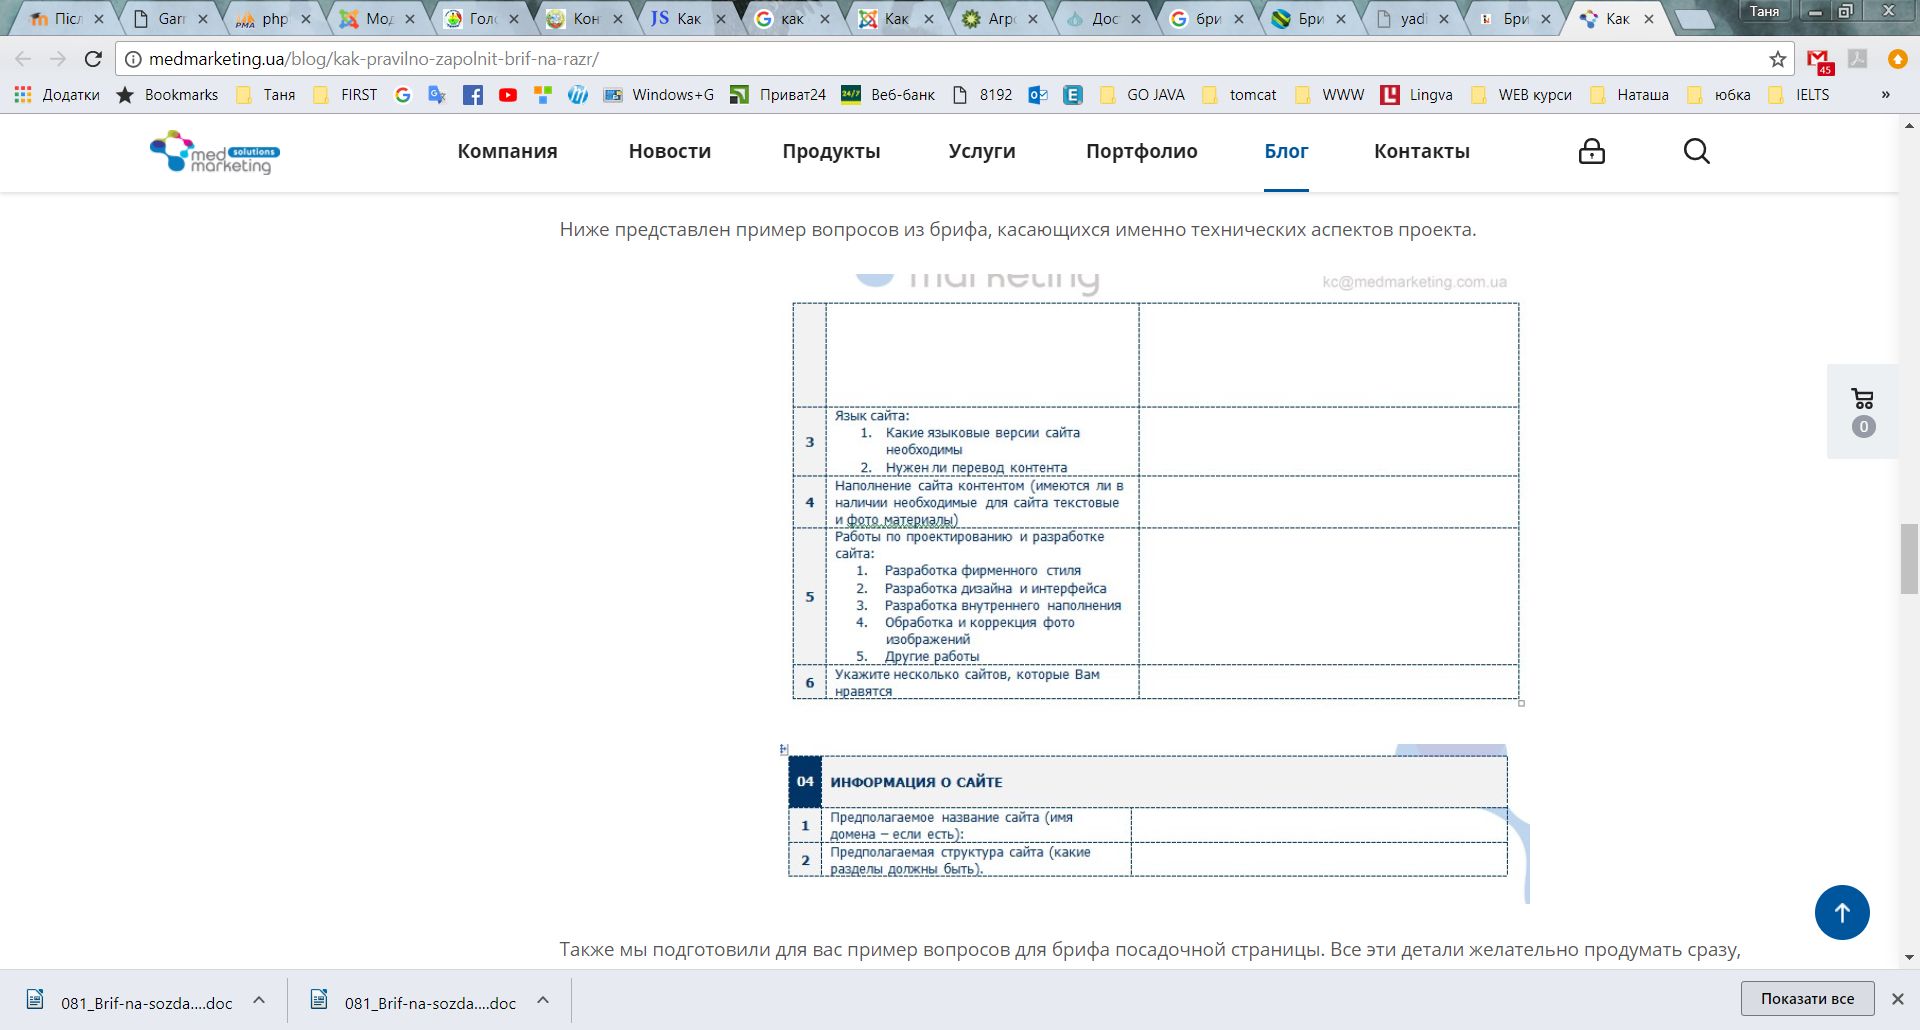 Післ
Garr
php
Мод
Голо
Кон
JS Как
как
Как
Агро
Дост
бри
Бри
yadi
Бри
Как
Таня
medmarketing.ua/blog/kak-pravilno-zapolnit-brif-na-razr/
45
Додатки Bookmarks Таня FIRST Windows+G 24/7 Приват24 Веб-банк 8192 GO JAVA tomcat WWW Lingva WEB курси Наташа юбка IELTS »
med solutions
marketing
Компания Новости Продукты Услуги Портфолио Блог Контакты
Ниже представлен пример вопросов из брифа, касающихся именно технических аспектов проекта.
marketing
kc@medmarketing.com.ua
3
Язык сайта:
1. Какие языковые версии сайта
необходимы
2. Нужен ли перевод контента
4
Наполнение сайта контентом (имеются ли в
наличии необходимые для сайта текстовые
и фото материалы)
5
Работы по проектированию и разработке
сайта:
1. Разработка фирменного стиля
2. Разработка дизайна и интерфейса
3. Разработка внутреннего наполнения
4. Обработка и коррекция фото
изображений
5. Другие работы
6
Укажите несколько сайтов, которые Вам
нравятся
0
04 ИНФОРМАЦИЯ О САЙТЕ
1
Предполагаемое название сайта (имя
домена – если есть):
2
Предполагаемая структура сайта (какие
разделы должны быть).
Также мы подготовили для вас пример вопросов для брифа посадочной страницы. Все эти детали желательно продумать сразу,
081_Brif-na-sozda....doc 081_Brif-na-sozda....doc Показати все